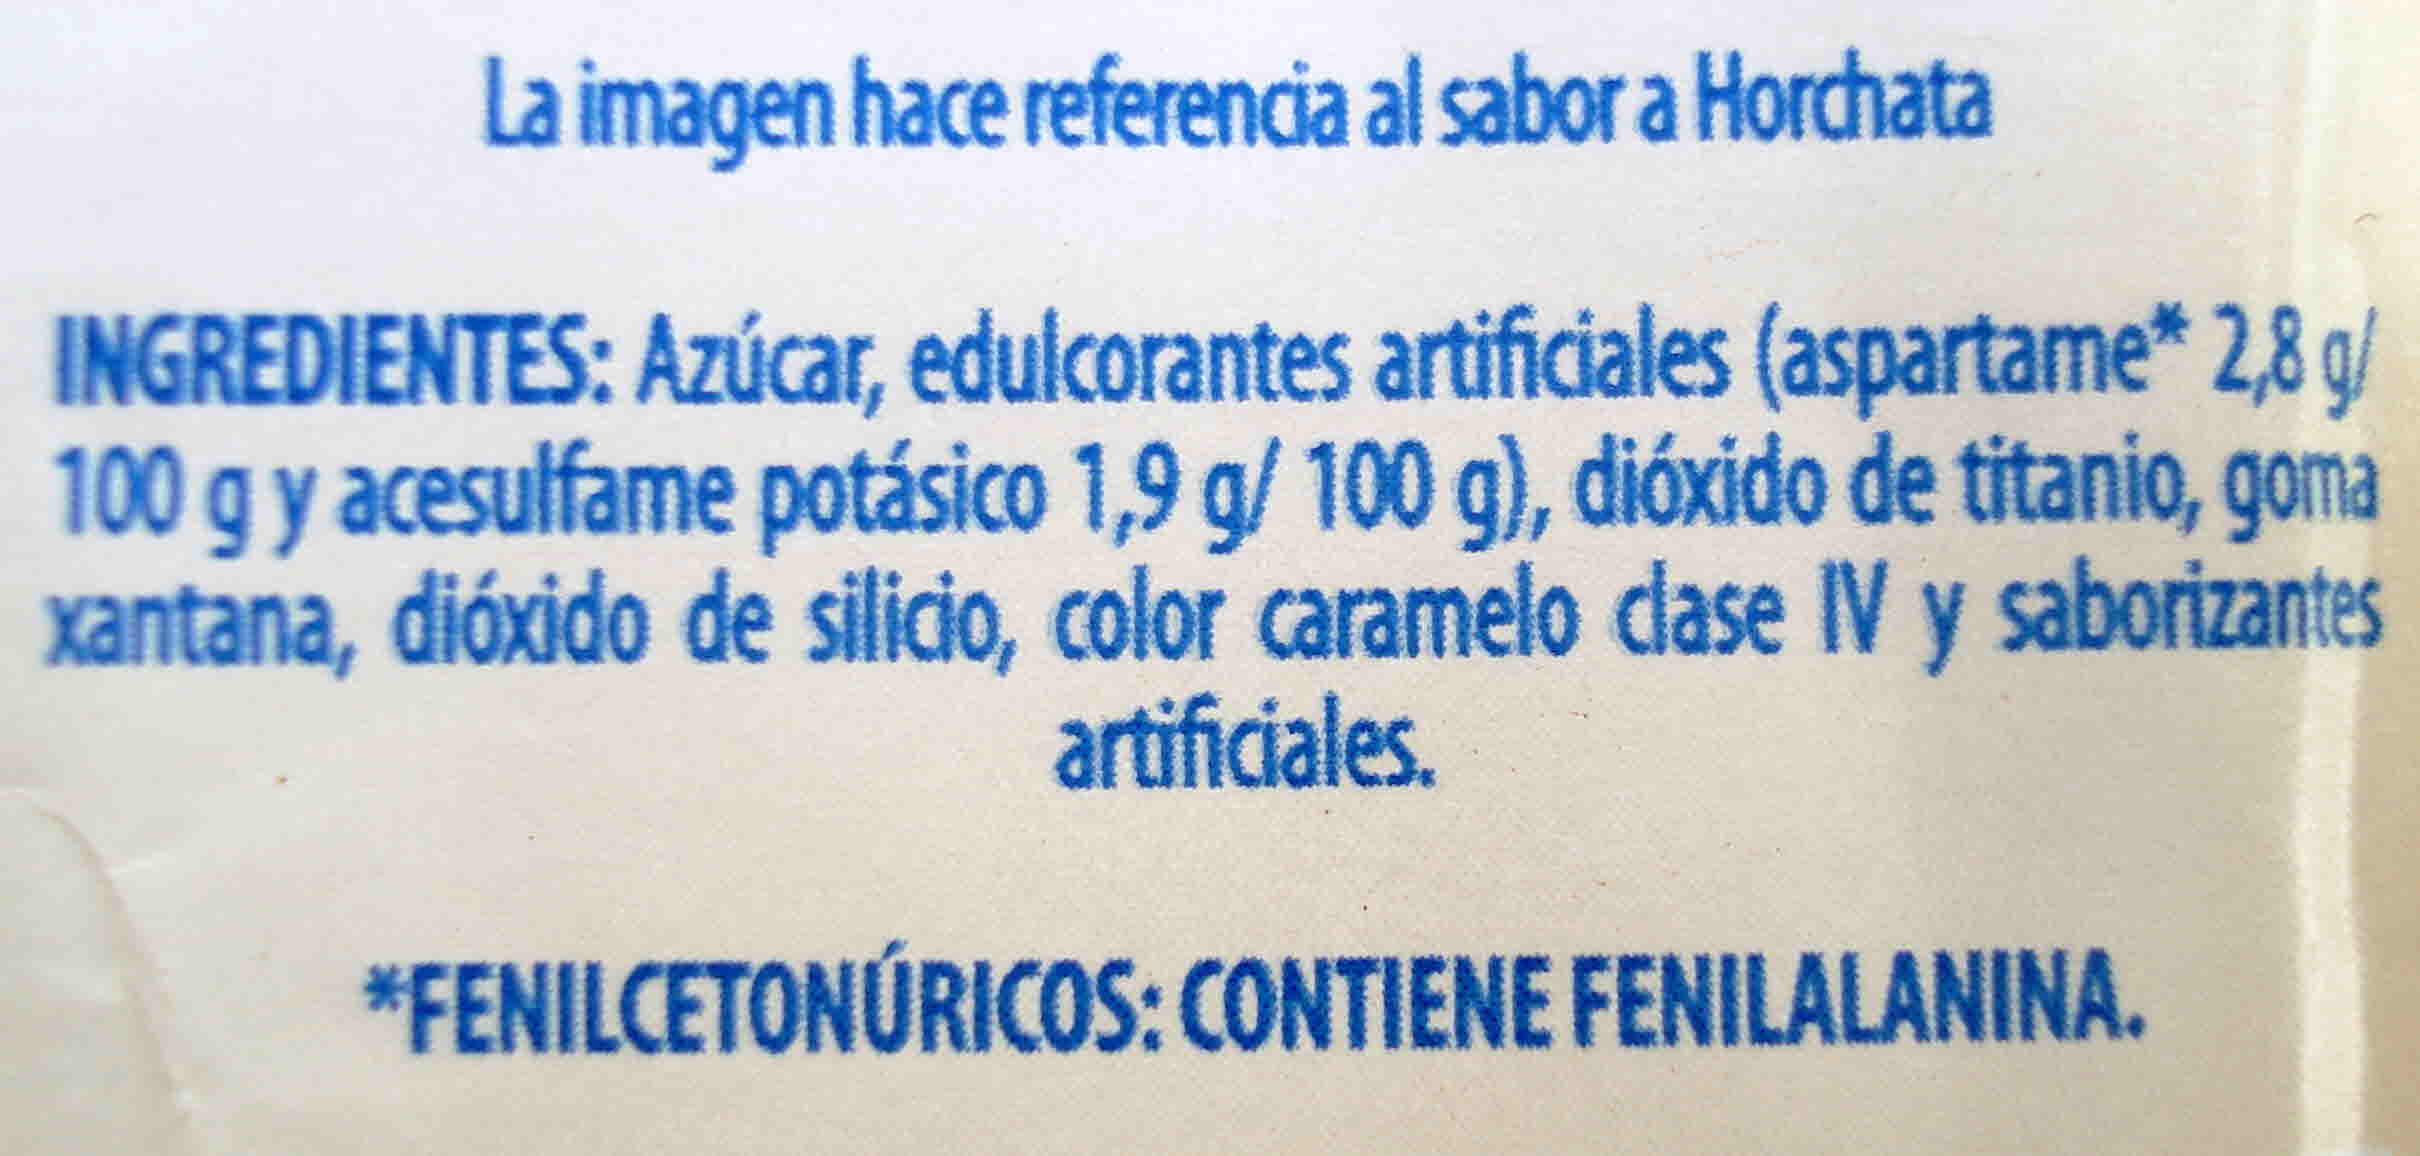 La imagen hace referencia al sabor a Horchata
INGREDIENTES: Azúcar, edulcorantes artificiales (aspartame* 2,8 g/
100 g y acesulfame potásico 1,9 g/ 100 g), dióxido de titanio, goma
xantana, dióxido de silicio, color caramelo clase IV y saborizantes
artificiales.
*FENILCETONÚRICOS: CONTIENE FENILALANINA.